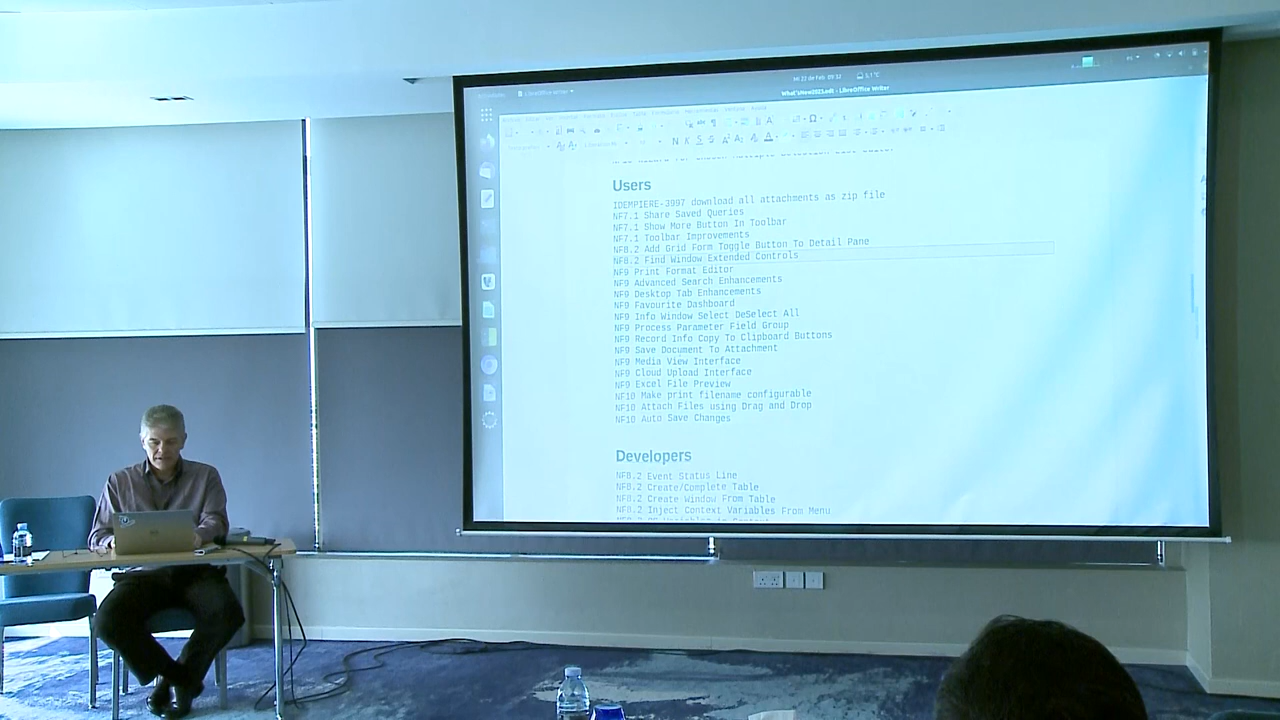 LibreOffice Writer
What'sNew2023.odt - LibreOffice Writer
Users
IDEMPIERE-3997 download all attachments as zip file
NF7.1 Share Saved Queries
NF7.1 Show More Button In Toolbar
NF7.1 Toolbar Improvements
NF8.2 Add Grid Form Toggle Button To Detail Pane
NF8.2 Find Window Extended Controls
NF9 Print Format Editor
NF9 Advanced Search Enhancements
NF9 Desktop Tab Enhancements
NF9 Favourite Dashboard
NF9 Info Window Select DeSelect All
NF9 Process Parameter Field Group
NF9 Record Info Copy To Clipboard Buttons
NF9 Save Document To Attachment
NF9 Media View Interface
NF9 Cloud Upload Interface
NF9 Excel File Preview
NF10 Make print filename configurable
NF10 Attach Files using Drag and Drop
NF10 Auto Save Changes
Developers
NF8.2 Event Status Line
NF8.2 Create/Complete Table
NF8.2 Create Window From Table
NF8.2 Inject Context Variables From Menu